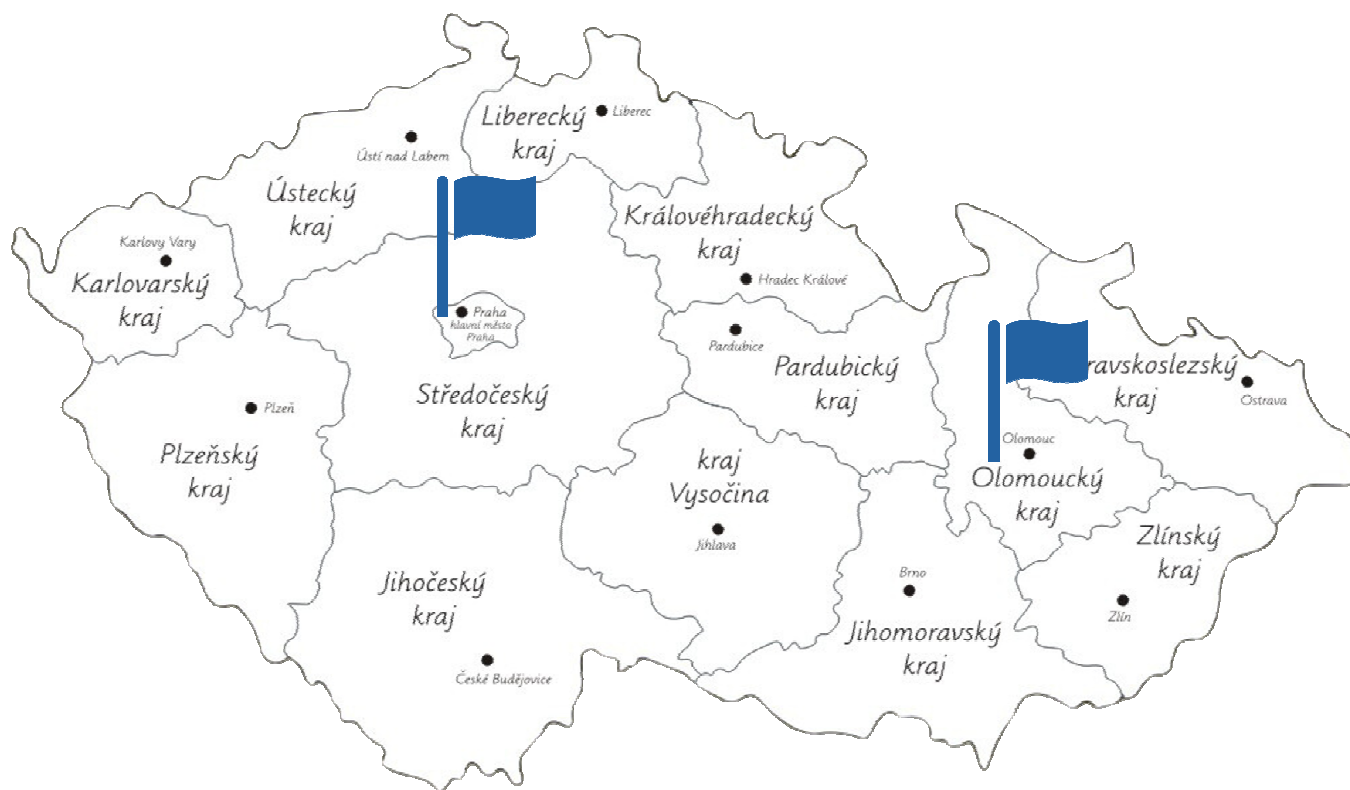 Liberecký
kraj
Liberec
Ústí nad Labem
Ústecký
kraj
Královéhradecký
kraj
Hradec Králové
Karlovy Vary
Karlovarský
kraj
Praha
hlavní město
Praha
Pardubice
Pardubický
kraj
ravskoslezský
kraj
Ostrava
Středočeský
kraj
Plzeň
Plzeňský
kraj
kraj
Vysočina
Jihlava
Olomouc
Olomoucký
kraj
Zlínský
kraj
Zlín
Jihočeský
kraj
České Budějovice
Brno
Jihomoravský
kraj